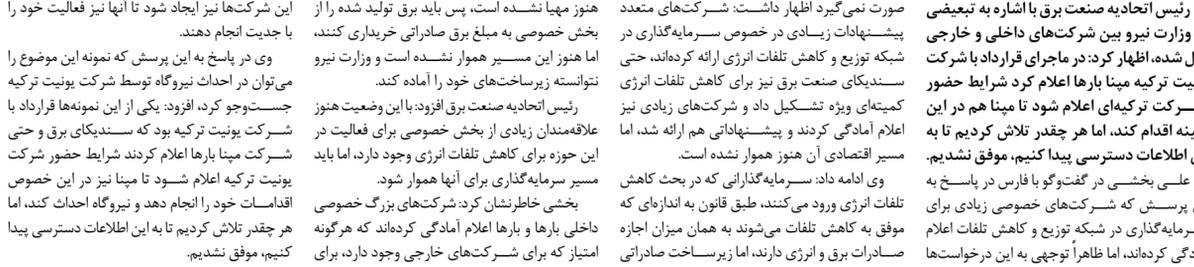 رئیس اتحادیه صنعت برق با اشاره به تبعیضی
وزارت نیرو بین شرکت‌های داخلی و خارجی
شده، اظهار کرد: در ماجرای قرارداد با شرکت
ترکیه مپنا بارها اعلام کرد شرایط حضور
ترکیه‌ای اعلام شود تا مپنا هم در این
اقدام کند، اما هر چقدر تلاش کردیم تا به
اطلاعات دسترسی پیدا کنیم، موفق نشدیم.
علی بخشی در گفت‌وگو با فارس در پاسخ به
پرسش که شرکت‌های خصوصی زیادی برای
سرمایه‌گذاری در شبکه توزیع و کاهش تلفات اعلام
کرده‌اند، اما ظاهراً توجهی به این درخواست‌ها
صورت نمی‌گیرد اظهار داشت: شرکت‌های متعدد
پیشنهادات زیادی در خصوص سرمایه‌گذاری در
شبکه توزیع و کاهش تلفات انرژی ارائه کرده‌اند، حتی
سندیکای صنعت برق نیز برای کاهش تلفات انرژی
کمیته‌ای ویژه تشکیل داد و شرکت‌های زیادی نیز
اعلام آمادگی کردند و پیشنهاداتی هم ارائه شد، اما
مسیر اقتصادی آن هنوز هموار نشده است.
وی ادامه داد: سرمایه‌گذارانی که در بحث کاهش
تلفات انرژی ورود می‌کنند، طبق قانون به اندازه‌ای که
موفق به کاهش تلفات می‌شوند به همان میزان اجازه
صادرات برق و انرژی دارند، اما زیرساخت صادراتی
هنوز مهیا نشده است، پس باید برق تولید شده را از
بخش خصوصی به مبلغ برق صادراتی خریداری کنند،
اما هنوز این مسیر هموار نشده است و وزارت نیرو
نتوانسته زیرساخت‌های خود را آماده کند.
رئیس اتحادیه صنعت برق افزود: با این وضعیت هنوز
علاقه‌مندان زیادی از بخش خصوصی برای فعالیت در
این حوزه برای کاهش تلفات انرژی وجود دارد، اما باید
مسیر سرمایه‌گذاری برای آنها هموار شود.
بخشی خاطرنشان کرد: شرکت‌های بزرگ خصوصی
داخلی بارها و بارها اعلام آمادگی کرده‌اند که هرگونه
امتیاز که برای شرکت‌های خارجی وجود دارد، برای
این شرکت‌ها نیز ایجاد شود تا آنها نیز فعالیت خود را
با جدیت انجام دهند.
وی در پاسخ به این پرسش که نمونه این موضوع را
می‌توان در احداث نیروگاه توسط شرکت یونیت ترکیه
جست‌وجو کرد، افزود: یکی از این نمونه‌ها قرارداد با
شرکت یونیت ترکیه بود که سندیکای برق و حتی
شرکت مپنا بارها اعلام کردند شرایط حضور شرکت
یونیت ترکیه اعلام شود تا مپنا نیز در این خصوص
اقدامات خود را انجام دهد و نیروگاه احداث کند، اما
هر چقدر تلاش کردیم تا به این اطلاعات دسترسی پیدا
کنیم، موفق نشدیم.